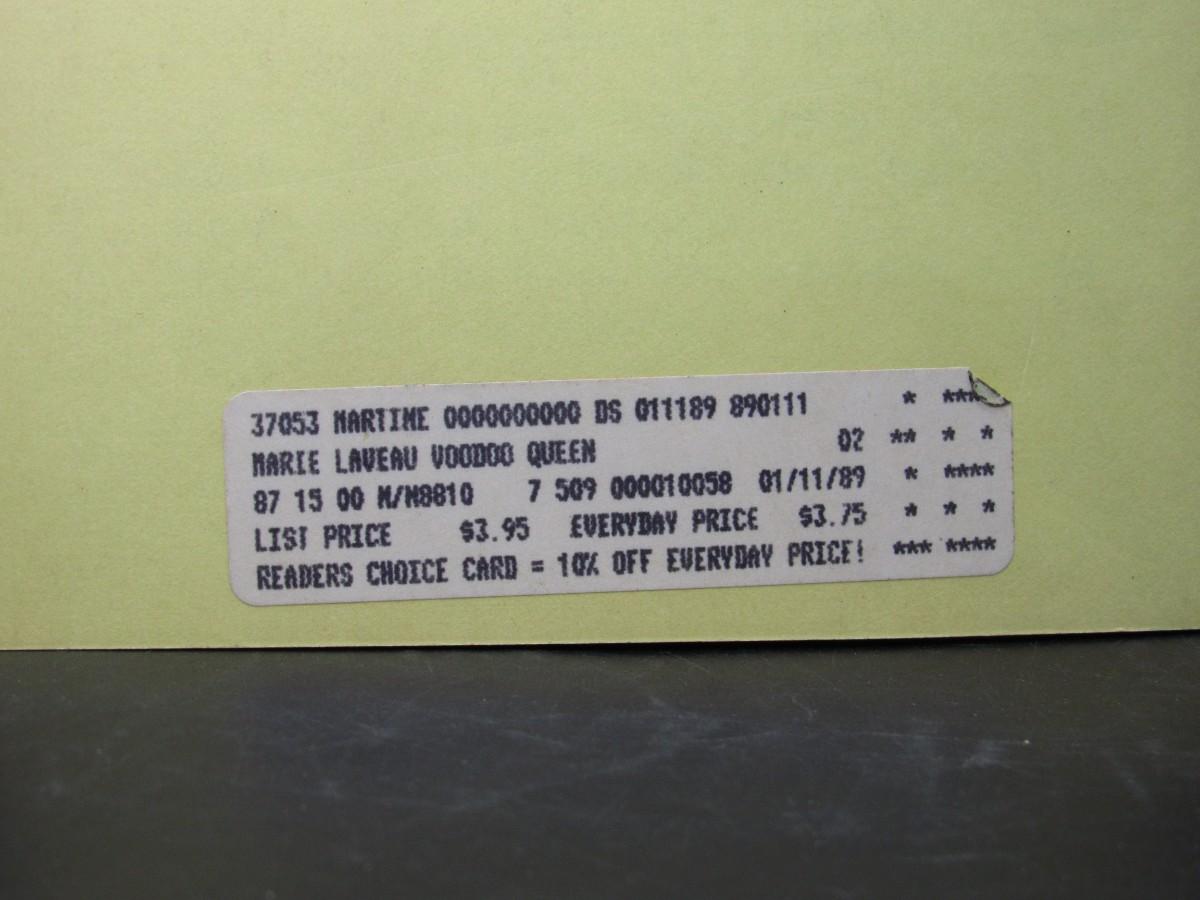 37053 MARTINE 0000000000 DS 011189 890111 * ****
MARIE LAVEAU VOODOO QUEEN 02 ** * *
87 15 00 M/M8810 7 509 000010058 01/11/89 * ****
LIST PRICE $3.95 EVERYDAY PRICE $3.75 * * *
READERS CHOICE CARD = 10% OFF EVERYDAY PRICE! *** ****